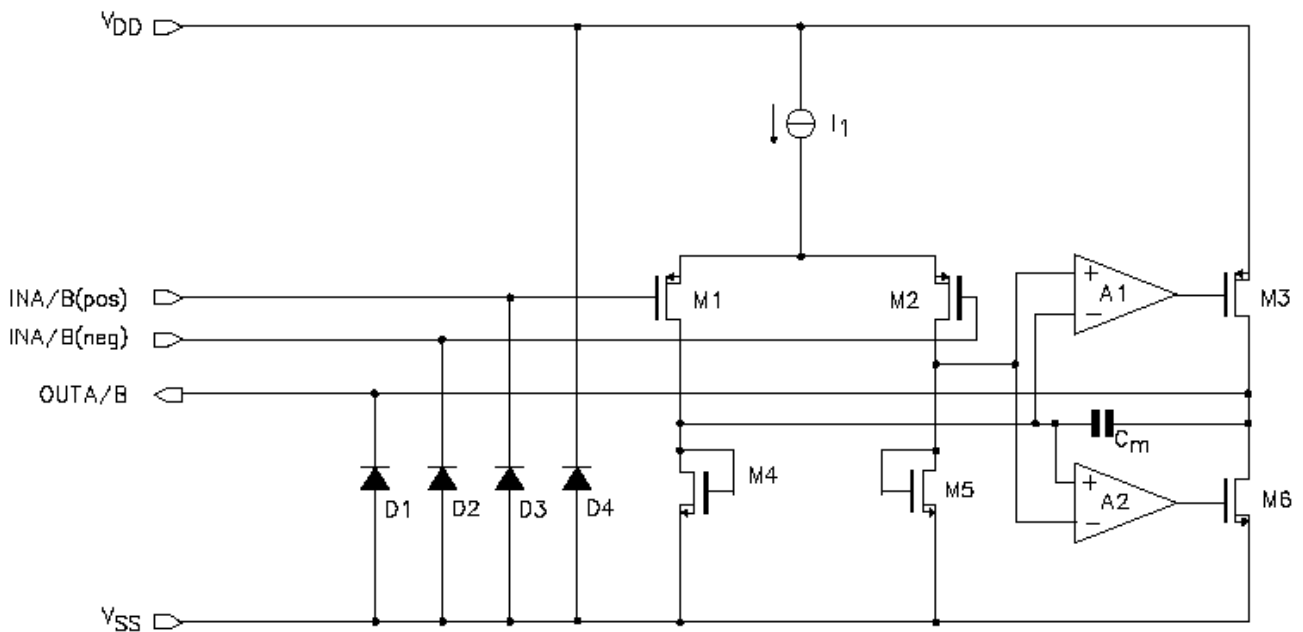 VDD
I1
INA/B(pos)
M1
M2
+
A1
−
M3
INA/B(neg)
OUTA/B
Cm
M4
M5
+
A2
−
M6
D1
D2
D3
D4
VSS